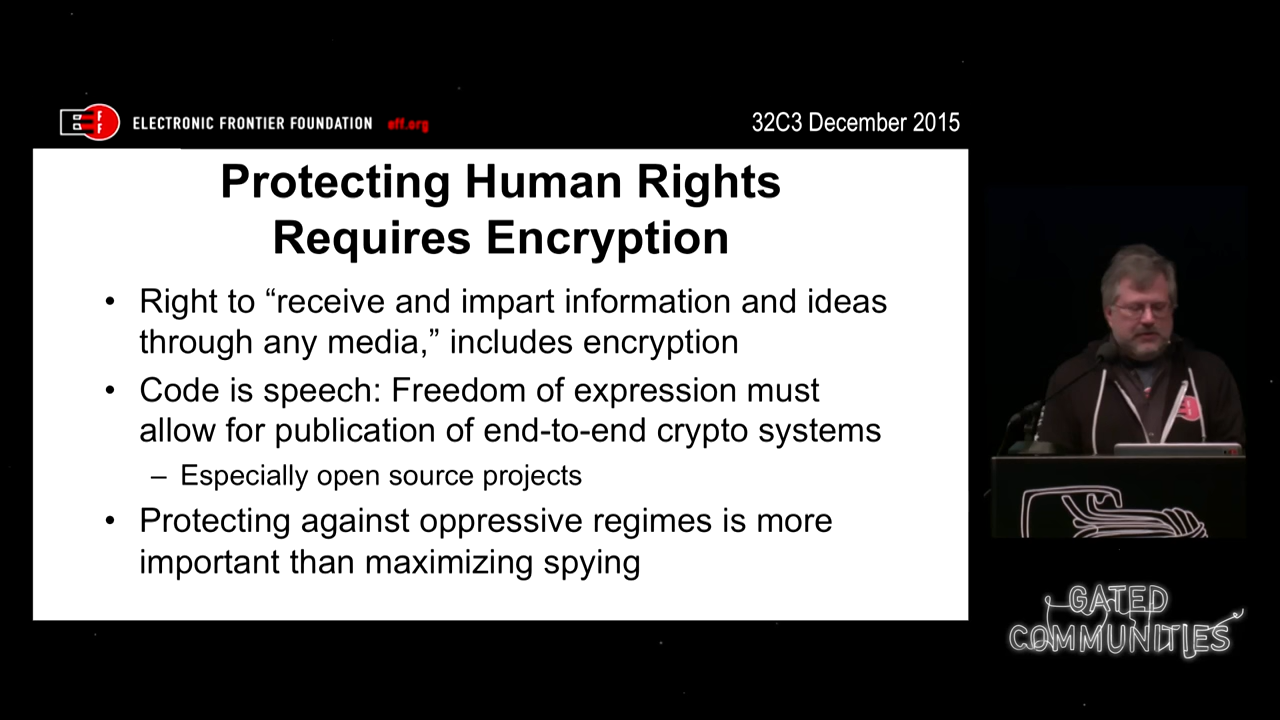 E F F ELECTRONIC FRONTIER FOUNDATION eff.org
32C3 December 2015
Protecting Human Rights
Requires Encryption
• Right to “receive and impart information and ideas
through any media,” includes encryption
• Code is speech: Freedom of expression must
allow for publication of end-to-end crypto systems
– Especially open source projects
• Protecting against oppressive regimes is more
important than maximizing spying
GATED
COMMUNITIES